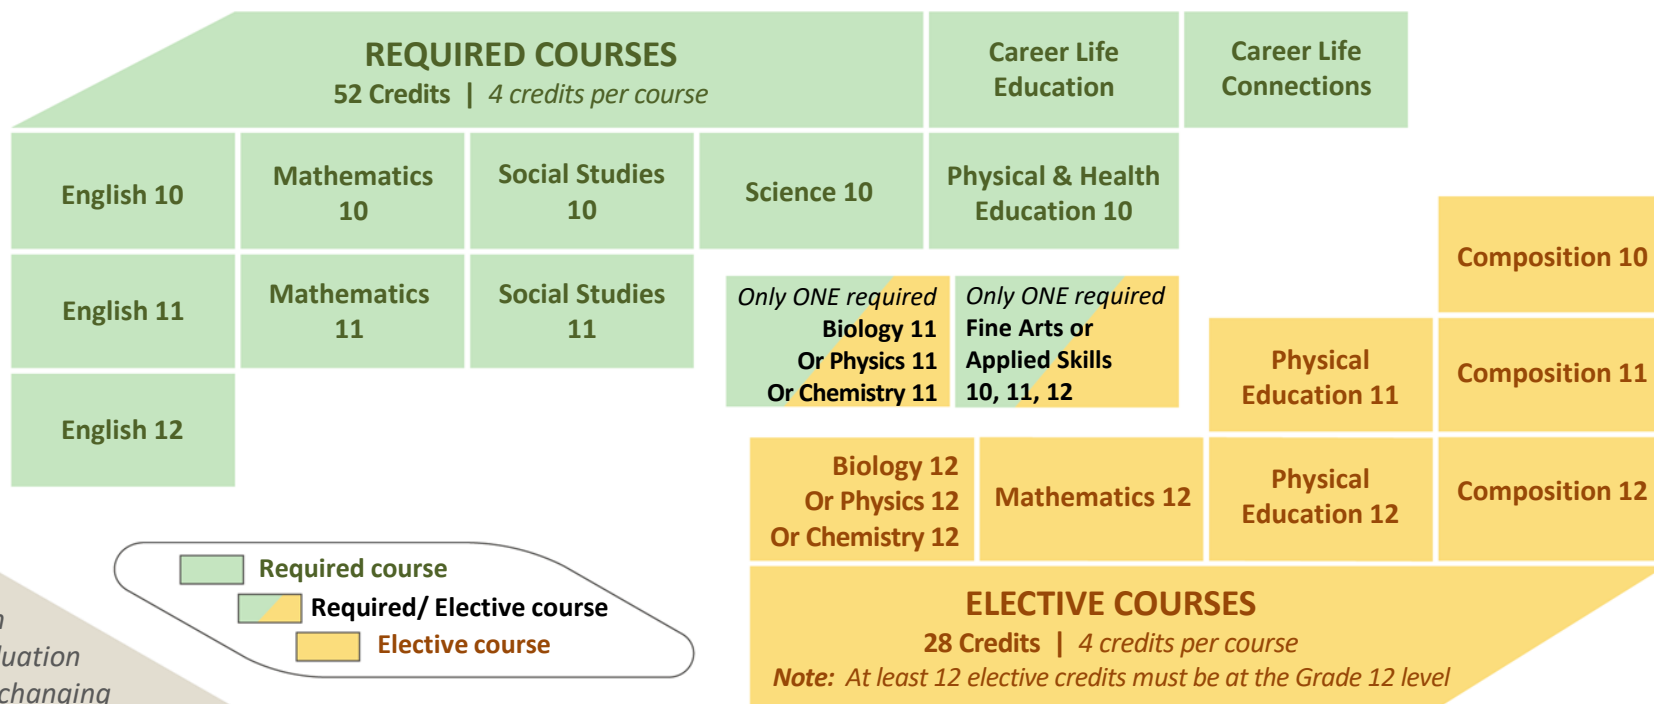 REQUIRED COURSES
52 Credits | 4 credits per course
Career Life
Education
Career Life
Connections
English 10
Mathematics
10
Social Studies
10
Science 10
Physical & Health
Education 10
English 11
Mathematics
11
Social Studies
11
Only ONE required
Biology 11
Or Physics 11
Or Chemistry 11
Only ONE required
Fine Arts or
Applied Skills
10, 11, 12
English 12
Composition 10
Physical
Education 11
Composition 11
Biology 12
Or Physics 12
Or Chemistry 12
Mathematics 12
Physical
Education 12
Composition 12
Required course
Required/ Elective course
Elective course
ELECTIVE COURSES
28 Credits | 4 credits per course
Note: At least 12 elective credits must be at the Grade 12 level
changing